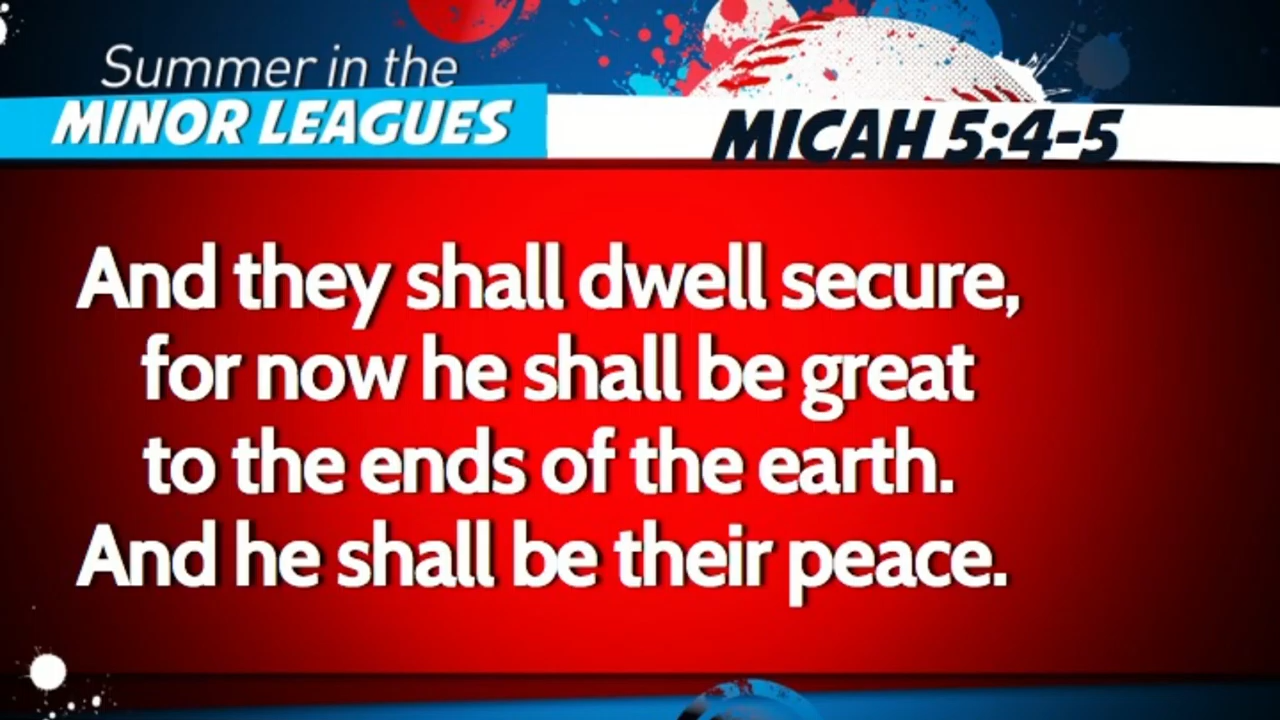 Summer in the
MINOR LEAGUES
MICAH 5:4-5
And they shall dwell secure,
for now he shall be great
to the ends of the earth.
And he shall be their peace.